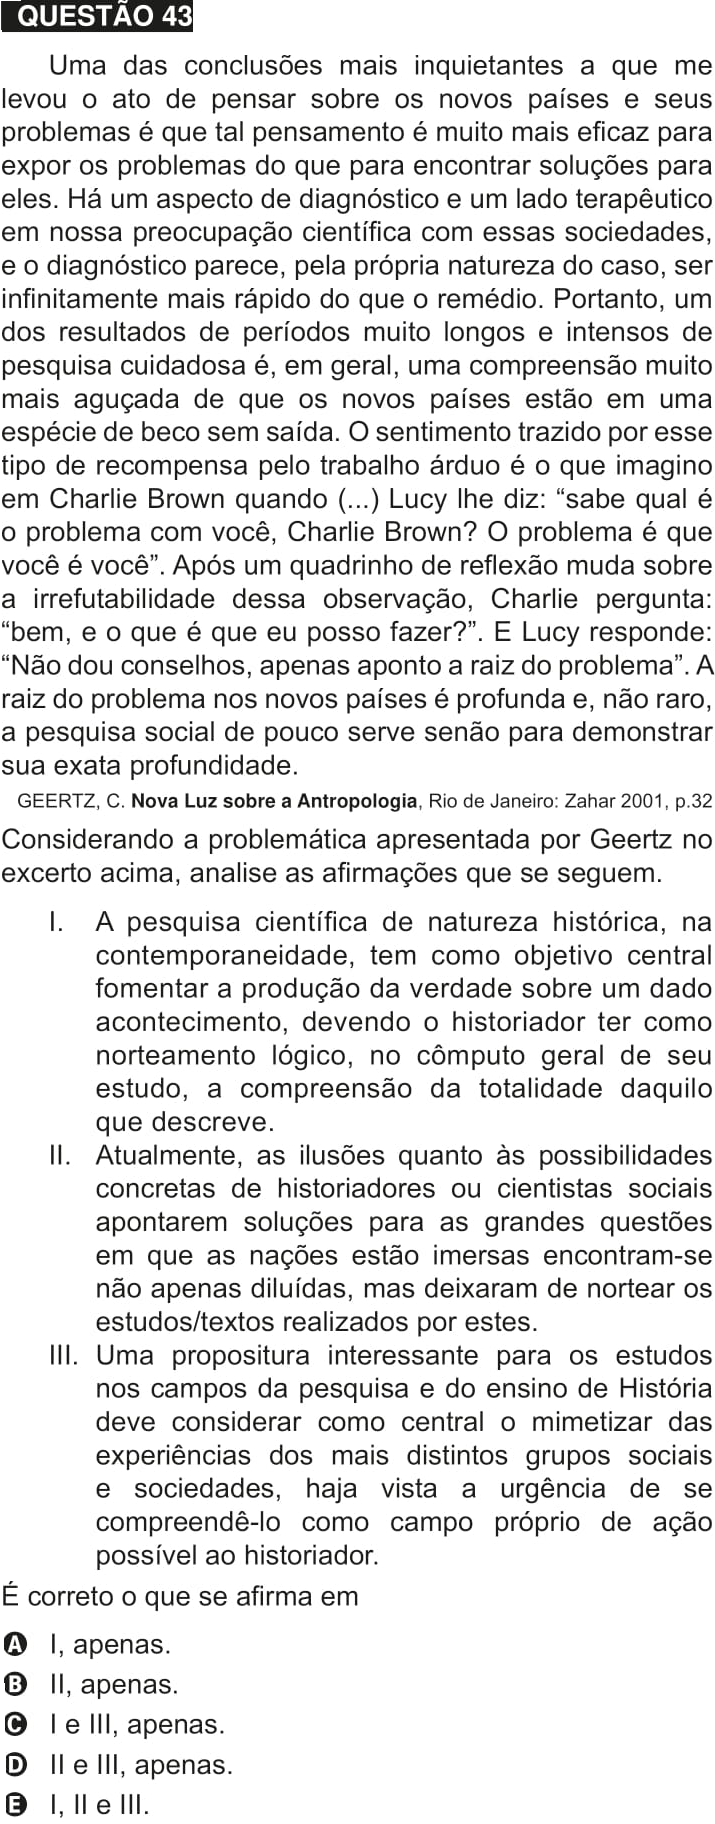 QUESTÃO 43
Uma das conclusões mais inquietantes a que me
levou o ato de pensar sobre os novos países e seus
problemas é que tal pensamento é muito mais eficaz para
expor os problemas do que para encontrar soluções para
eles. Há um aspecto de diagnóstico e um lado terapêutico
em nossa preocupação científica com essas sociedades,
e o diagnóstico parece, pela própria natureza do caso, ser
infinitamente mais rápido do que o remédio. Portanto, um
dos resultados de períodos muito longos e intensos de
pesquisa cuidadosa é, em geral, uma compreensão muito
mais aguçada de que os novos países estão em uma
espécie de beco sem saída. O sentimento trazido por esse
tipo de recompensa pelo trabalho árduo é o que imagino
em Charlie Brown quando (...) Lucy lhe diz: “sabe qual é
o problema com você, Charlie Brown? O problema é que
você é você”. Após um quadrinho de reflexão muda sobre
a irrefutabilidade dessa observação, Charlie pergunta:
“bem, e o que é que eu posso fazer?”. E Lucy responde:
“Não dou conselhos, apenas aponto a raiz do problema”. A
raiz do problema nos novos países é profunda e, não raro,
a pesquisa social de pouco serve senão para demonstrar
sua exata profundidade.
GEERTZ, C. Nova Luz sobre a Antropologia, Rio de Janeiro: Zahar 2001, p.32
Considerando a problemática apresentada por Geertz no
excerto acima, analise as afirmações que se seguem.
I. A pesquisa científica de natureza histórica, na
contemporaneidade, tem como objetivo central
fomentar a produção da verdade sobre um dado
acontecimento, devendo o historiador ter como
norteamento lógico, no cômputo geral de seu
estudo, a compreensão da totalidade daquilo
que descreve.
II. Atualmente, as ilusões quanto às possibilidades
concretas de historiadores ou cientistas sociais
apontarem soluções para as grandes questões
em que as nações estão imersas encontram-se
não apenas diluídas, mas deixaram de nortear os
estudos/textos realizados por estes.
III. Uma propositura interessante para os estudos
nos campos da pesquisa e do ensino de História
deve considerar como central o mimetizar das
experiências dos mais distintos grupos sociais
e sociedades, haja vista a urgência de se
compreendê-lo como campo próprio de ação
possível ao historiador.
É correto o que se afirma em
A I, apenas.
B II, apenas.
C I e III, apenas.
D II e III, apenas.
E I, II e III.